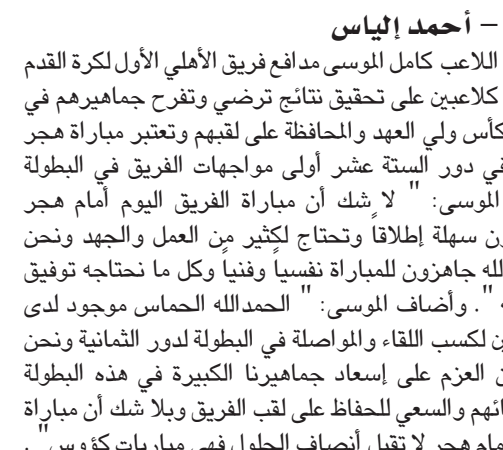 – أحمد إلياس
اللاعب كامل الموسى مدافع فريق الأهلي الأول لكرة القدم
كلاعبين على تحقيق نتائج ترضي وتفرح جماهيرهم في
كأس ولي العهد والمحافظة على لقبهم وتعتبر مباراة هجر
في دور الستة عشر أولى مواجهات الفريق في البطولة
الموسى: " لا شك أن مباراة الفريق اليوم أمام هجر
ون سهلة إطلاقاً وتحتاج لكثير من العمل والجهد ونحن
لله جاهزون للمباراة نفسياً وفنياً وكل ما نحتاجه توفيق
". وأضاف الموسى: " الحمدالله الحماس موجود لدى
ن لكسب اللقاء والمواصلة في البطولة لدور الثمانية ونحن
ن العزم على إسعاد جماهيرنا الكبيرة في هذه البطولة
ائهم والسعي للحفاظ على لقب الفريق وبلا شك أن مباراة
مام هجر لا تقبل أنصاف الحلول فهي مباريات كؤوس" .